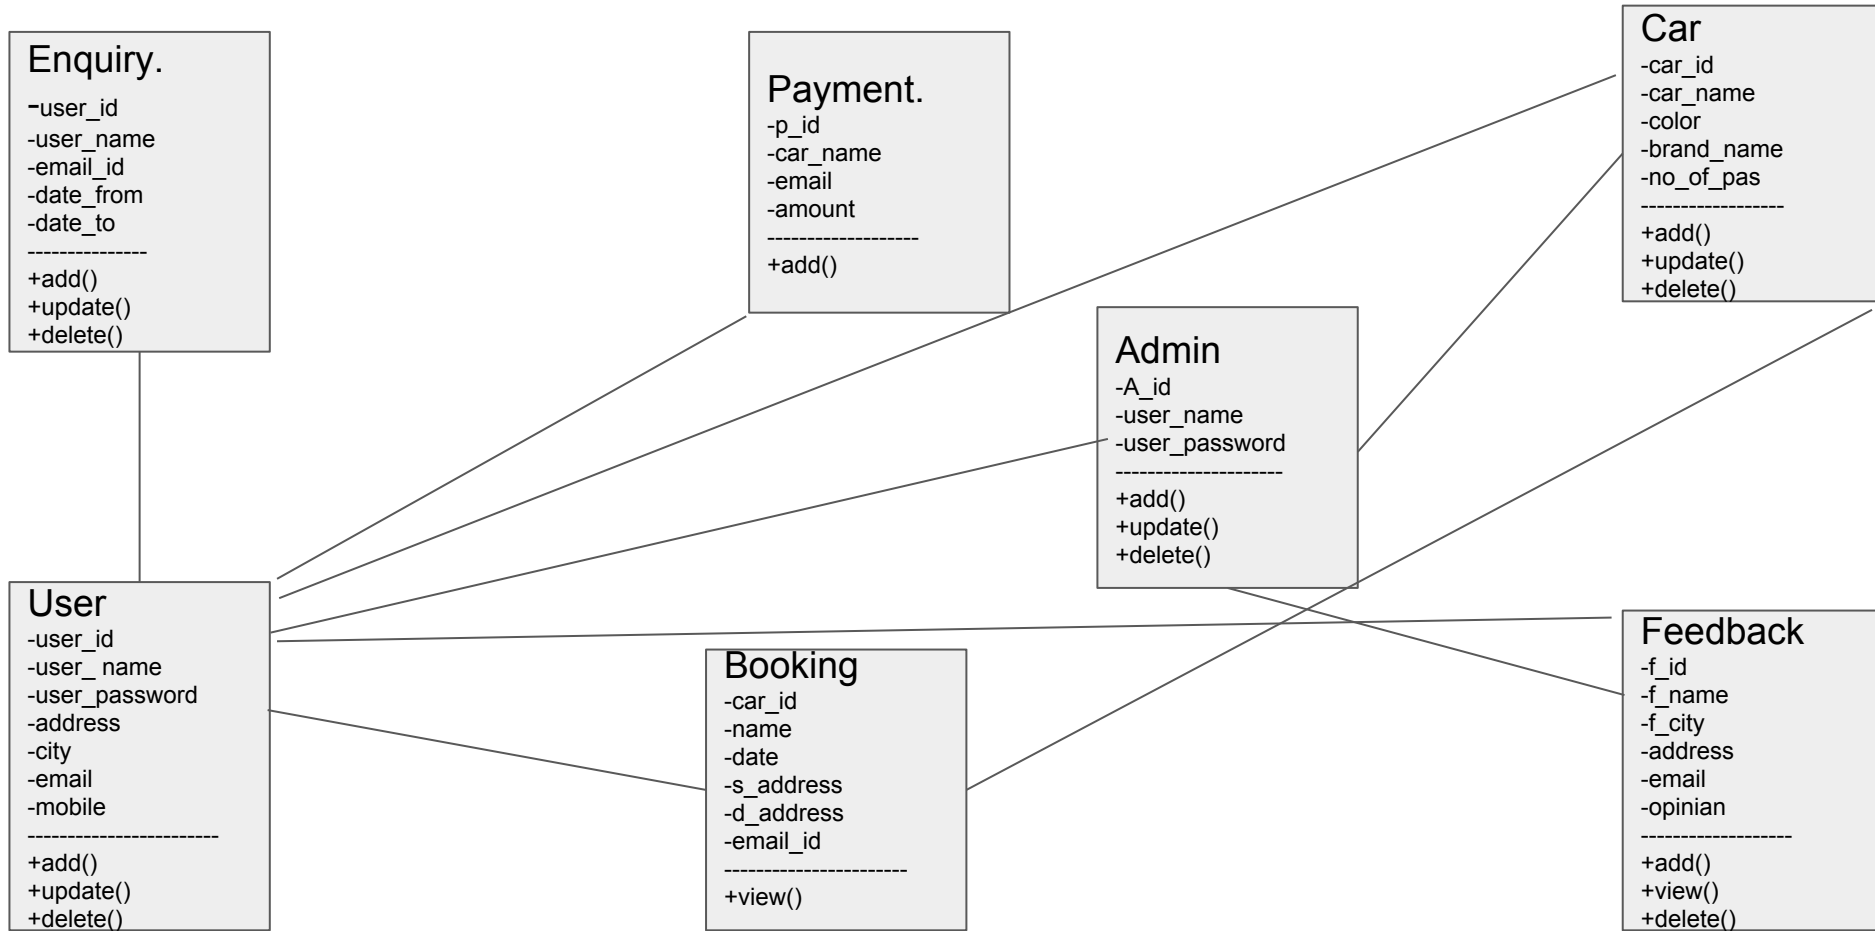 Enquiry.
-user_id
-user_name
-email_id
-date_from
-date_to
---------------
+add()
+update()
+delete()
Payment.
-p_id
-car_name
-email
-amount
-------------------
+add()
Car
-car_id
-car_name
-color
-brand_name
-no_of_pas
------------------
+add()
+update()
+delete()
Admin
-A_id
-user_name
-user_password
---------------------
+add()
+update()
+delete()
User
-user_id
-user_ name
-user_password
-address
-city
-email
-mobile
------------------------
+add()
+update()
+delete()
Booking
-car_id
-name
-date
-s_address
-d_address
-email_id
-----------------------
+view()
Feedback
-f_id
-f_name
-f_city
-address
-email
-opinian
-------------------
+add()
+view()
+delete()